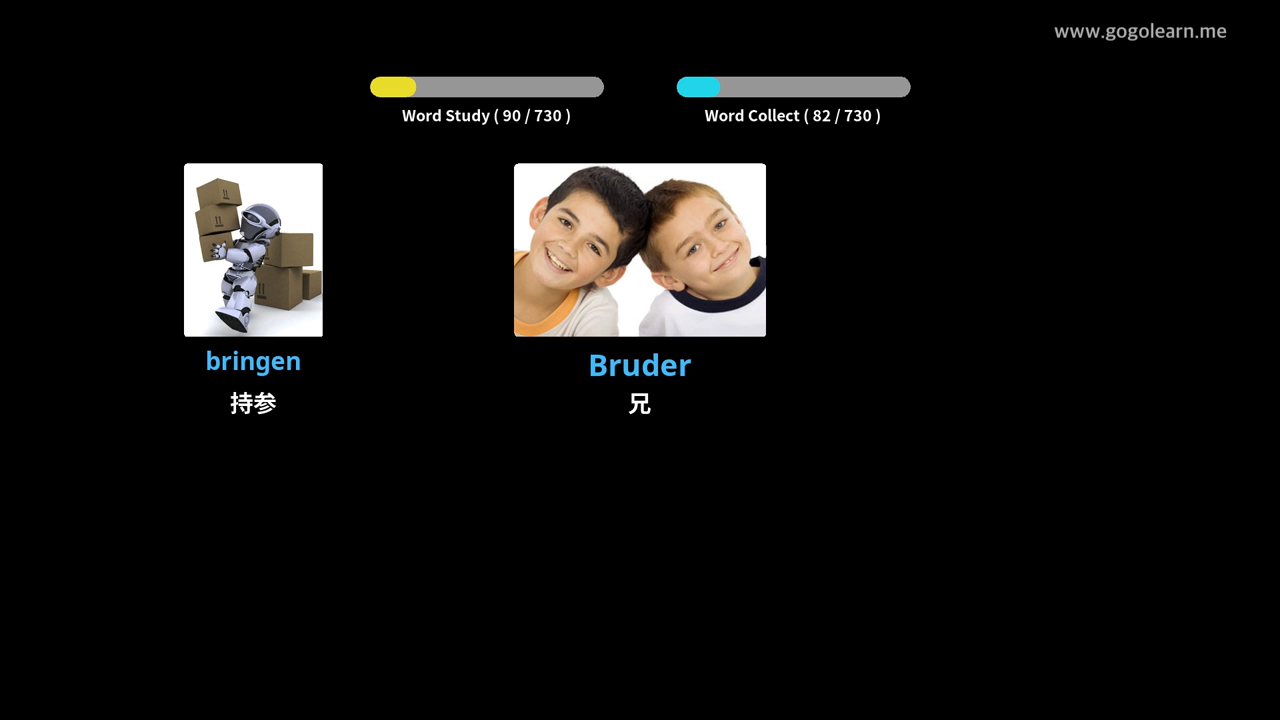 www.gogolearn.me
Word Study ( 90 / 730 )
Word Collect ( 82 / 730 )
bringen
持参
Bruder
兄